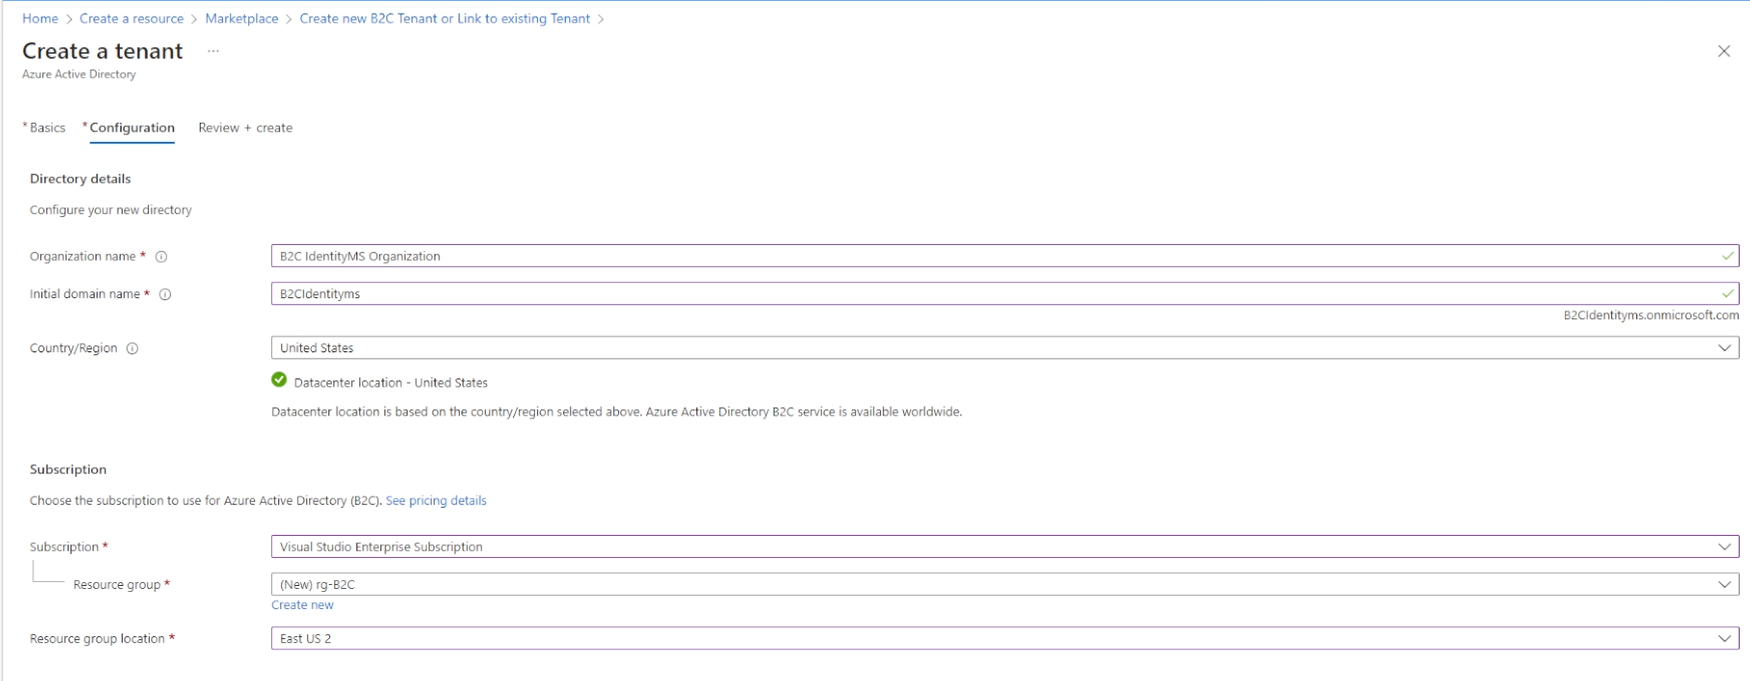 Home > Create a resource > Marketplace > Create new B2C Tenant or Link to existing Tenant >
Create a tenant ...
Azure Active Directory
* Basics * Configuration Review + create
Directory details
Configure your new directory
Organization name * B2C IdentityMS Organization
Initial domain name * B2CIdentityms
B2CIdentityms.onmicrosoft.com
Country/Region United States
Datacenter location - United States
Datacenter location is based on the country/region selected above. Azure Active Directory B2C service is available worldwide.
Subscription
Choose the subscription to use for Azure Active Directory (B2C). See pricing details
Subscription * Visual Studio Enterprise Subscription
Resource group * (New) rg-B2C
Create new
Resource group location * East US 2